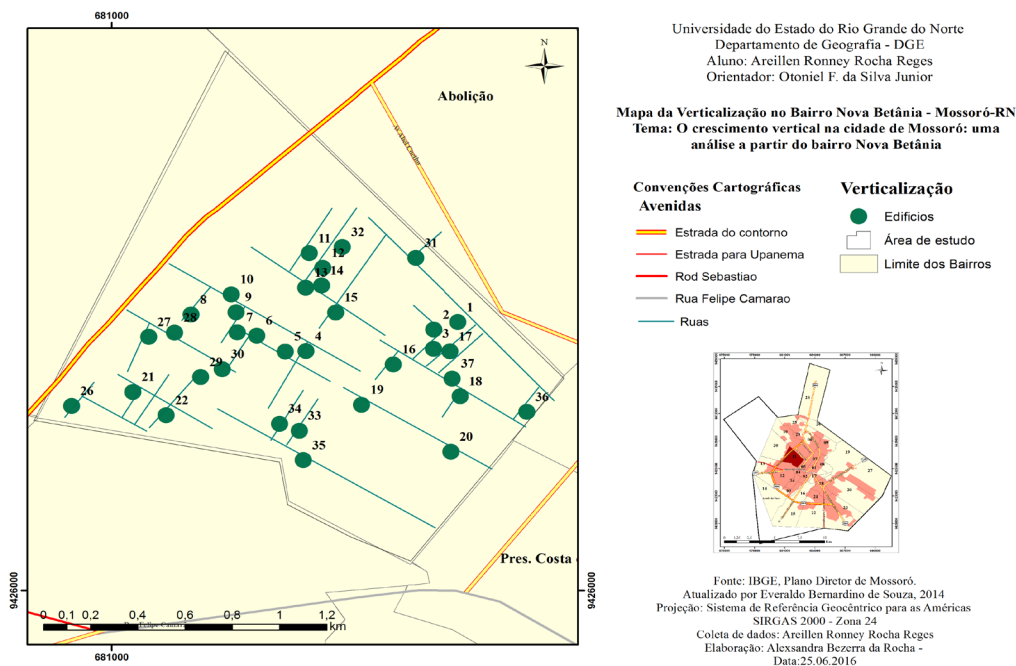 681000
N
Abolição
Av. Abel Coelho
32
11
31
12
14
13
10
9
15
8
1
2
28
7
6
27
3
17
5
4
30
16
29
37
21
19
18
26
22
36
34
33
35
20
Pres. Costa
9426000
9426000
0 0,1 0,2 0,4 0,6 0,8 1 1,2
km
681000
Universidade do Estado do Rio Grande do Norte
Departamento de Geografia - DGE
Aluno: Areillen Ronney Rocha Reges
Orientador: Otoniel F. da Silva Junior
Mapa da Verticalização no Bairro Nova Betânia - Mossoró-RN
Tema: O crescimento vertical na cidade de Mossoró: uma
análise a partir do bairro Nova Betânia
Convenções Cartográficas
Avenidas
Estrada do contorno
Estrada para Upanema
Rod Sebastiao
Rua Felipe Camarao
Ruas
Verticalização
Edificios
Área de estudo
Limite dos Bairros
Fonte: IBGE, Plano Diretor de Mossoró.
Atualizado por Everaldo Bernardino de Souza, 2014
Projeção: Sistema de Referência Geocêntrico para as Américas
SIRGAS 2000 - Zona 24
Coleta de dados: Areillen Ronney Rocha Reges
Elaboração: Alexsandra Bezerra da Rocha -
Data:25.06.2016